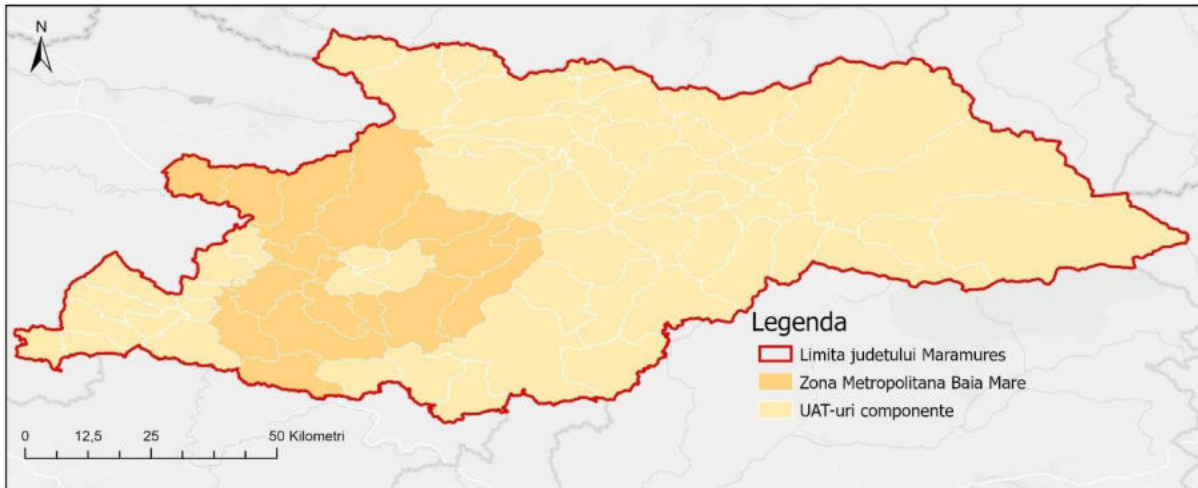 N
Legenda
Limita judetului Maramures
Zona Metropolitana Baia Mare
UAT-uri componente
0 12,5 25 50 Kilometri